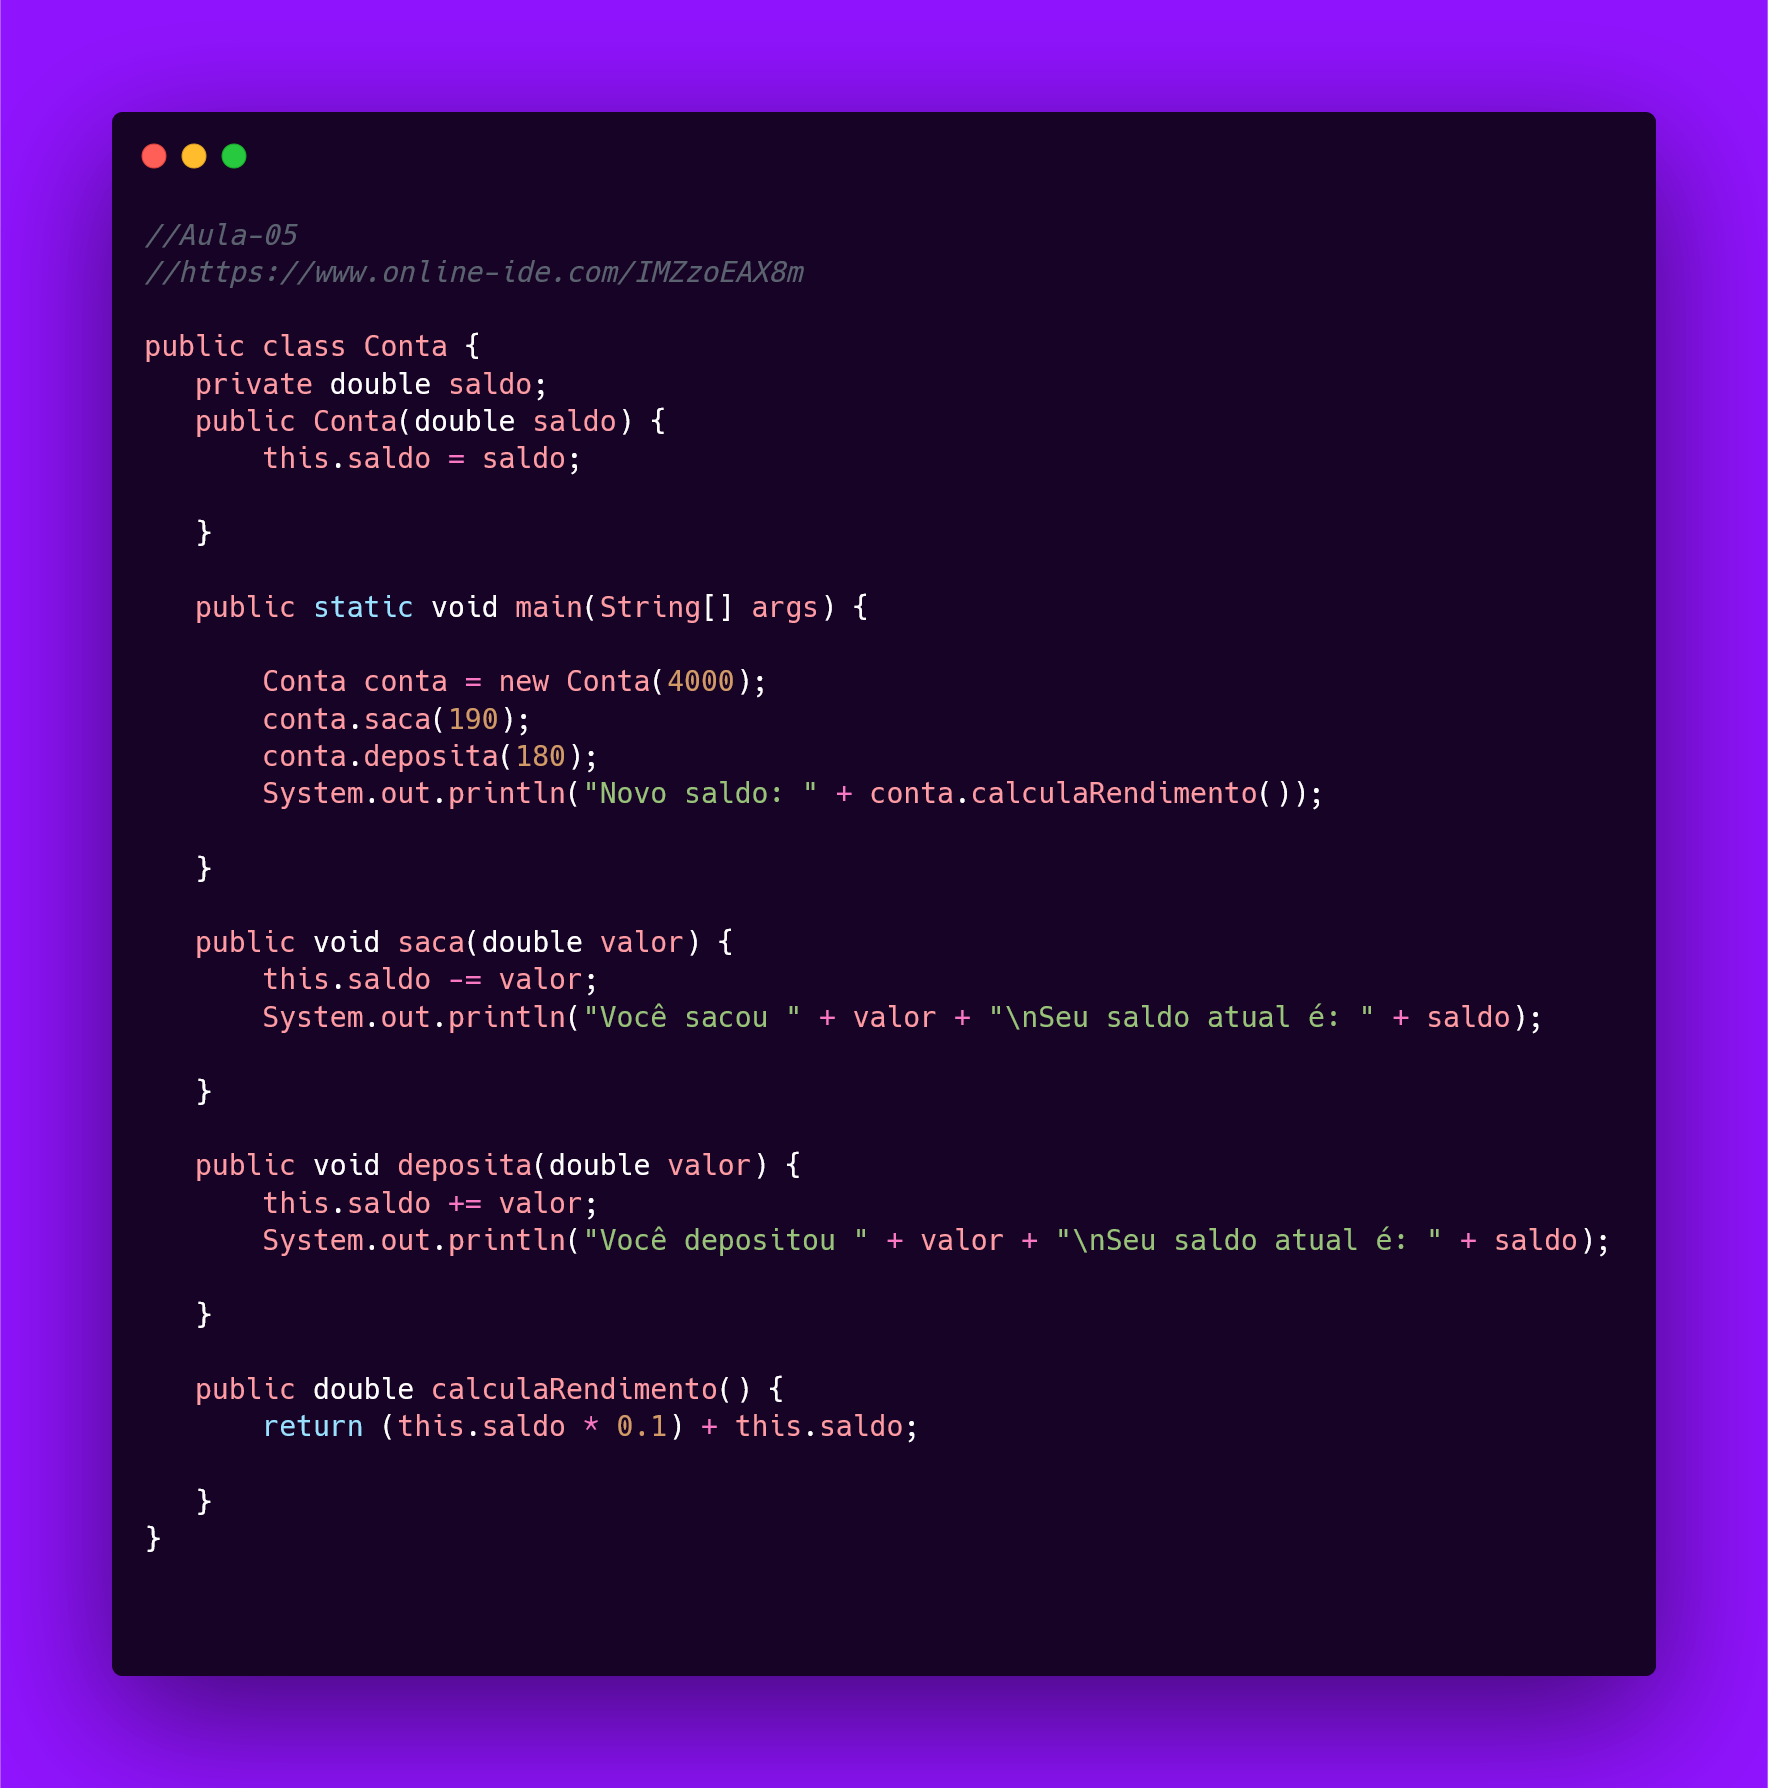 //Aula-05
//https://www.online-ide.com/IMZzoEAX8m
public class Conta {
private double saldo;
public Conta(double saldo) {
this.saldo = saldo;
}
public static void main(String[] args) {
Conta conta = new Conta(4000);
conta.saca(190);
conta.deposita(180);
System.out.println("Novo saldo: " + conta.calculaRendimento());
}
public void saca(double valor) {
this.saldo -= valor;
System.out.println("Você sacou " + valor + "\nSeu saldo atual é: " + saldo);
}
public void deposita(double valor) {
this.saldo += valor;
System.out.println("Você depositou " + valor + "\nSeu saldo atual é: " + saldo);
}
public double calculaRendimento() {
return (this.saldo * 0.1) + this.saldo;
}
}